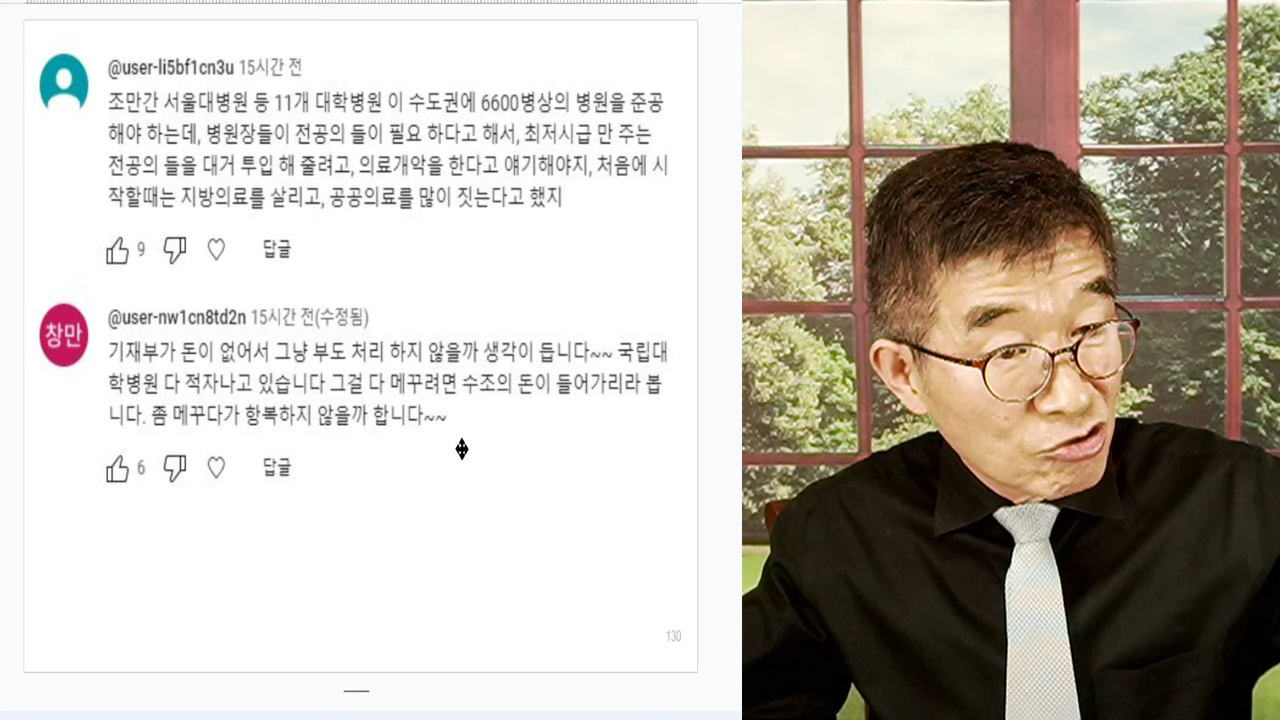 @user-li5bf1cn3u 15시간 전
조만간 서울대병원 등 11개 대학병원 이 수도권에 6600병상의 병원을 준공
해야 하는데, 병원장들이 전공의 들이 필요 하다고 해서, 최저시급 만 주는
전공의 들을 대거 투입 해 줄려고, 의료개악을 한다고 얘기해야지, 처음에 시
작할때는 지방의료를 살리고, 공공의료를 많이 짓는다고 했지
9 답글
창만
@user-nw1cn8td2n 15시간 전(수정됨)
기재부가 돈이 없어서 그냥 부도 처리 하지 않을까 생각이 듭니다~~ 국립대
학병원 다 적자나고 있습니다 그걸 다 메꾸려면 수조의 돈이 들어가리라 봅
니다. 좀 메꾸다가 항복하지 않을까 합니다~~
6 답글
130